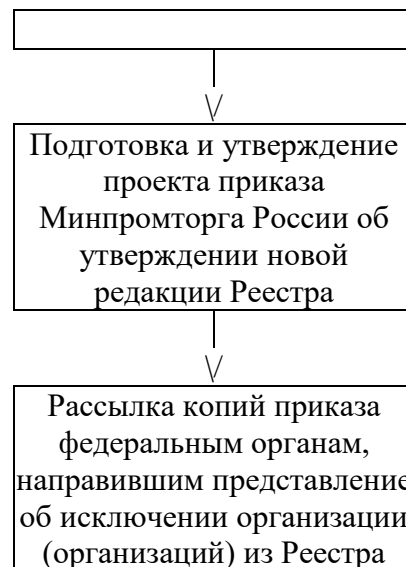 Подготовка и утверждение
проекта приказа
Минпромторга России об
утверждении новой
редакции Реестра
Рассылка копий приказа
федеральным органам,
направившим представление
об исключении организации
(организаций) из Реестра